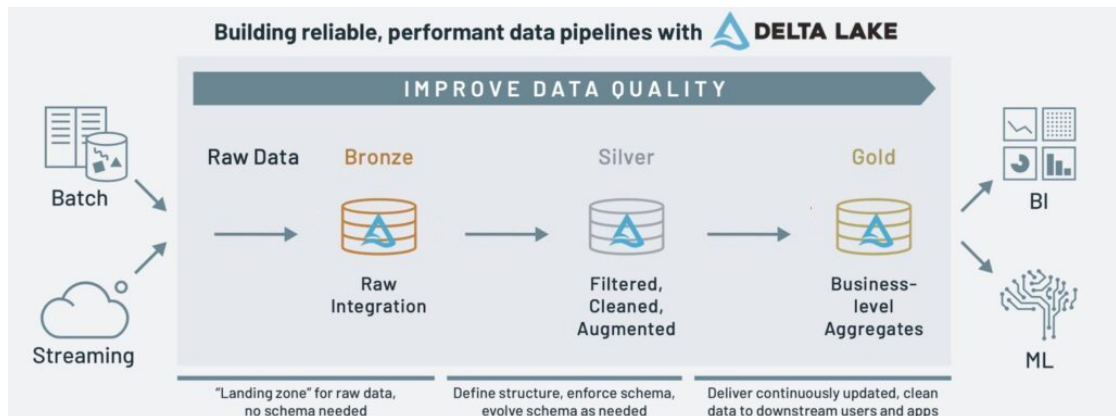 Building reliable, performant data pipelines with DELTA LAKE
IMPROVE DATA QUALITY
Batch
Streaming
Raw Data
Bronze
Silver
Gold
Raw
Integration
Filtered,
Cleaned,
Augmented
Business-
level
Aggregates
BI
ML
"Landing zone" for raw data,
no schema needed
Define structure, enforce schema,
evolve schema as needed
Deliver continuously updated, clean
data to downstream users and apps